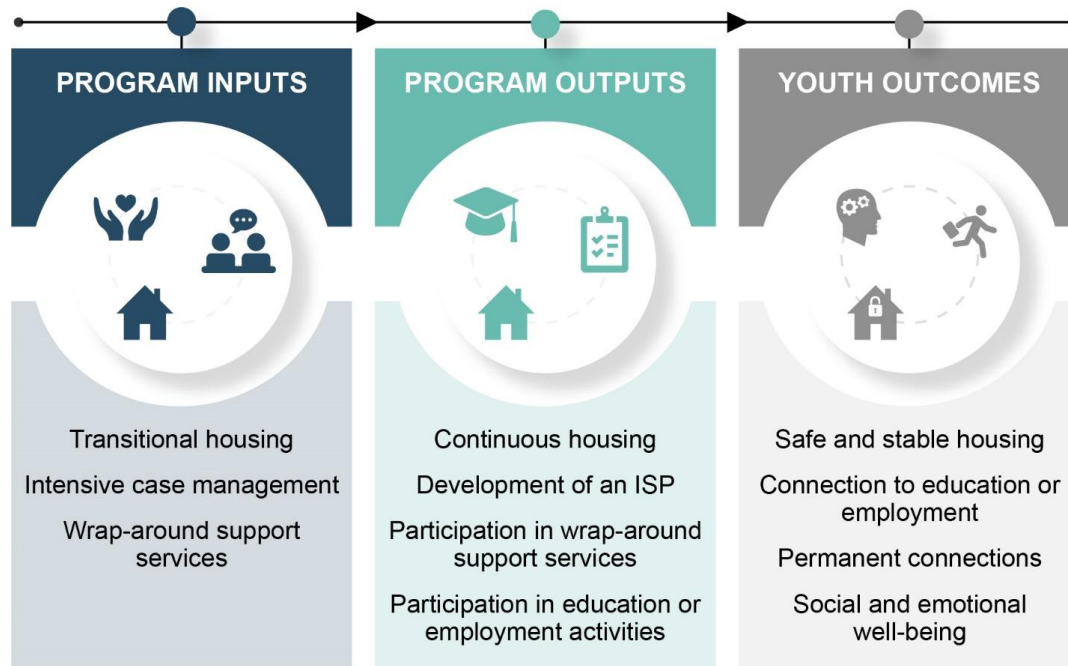 PROGRAM INPUTS
Transitional housing
Intensive case management
Wrap-around support
services
PROGRAM OUTPUTS
Continuous housing
Development of an ISP
Participation in wrap-around
support services
Participation in education or
employment activities
YOUTH OUTCOMES
Safe and stable housing
Connection to education or
employment
Permanent connections
Social and emotional
well-being